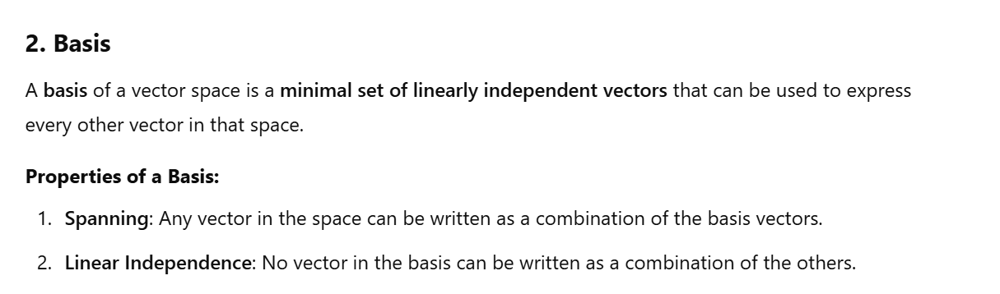 2. Basis
A basis of a vector space is a minimal set of linearly independent vectors that can be used to express
every other vector in that space.
Properties of a Basis:
1. Spanning: Any vector in the space can be written as a combination of the basis vectors.
2. Linear Independence: No vector in the basis can be written as a combination of the others.